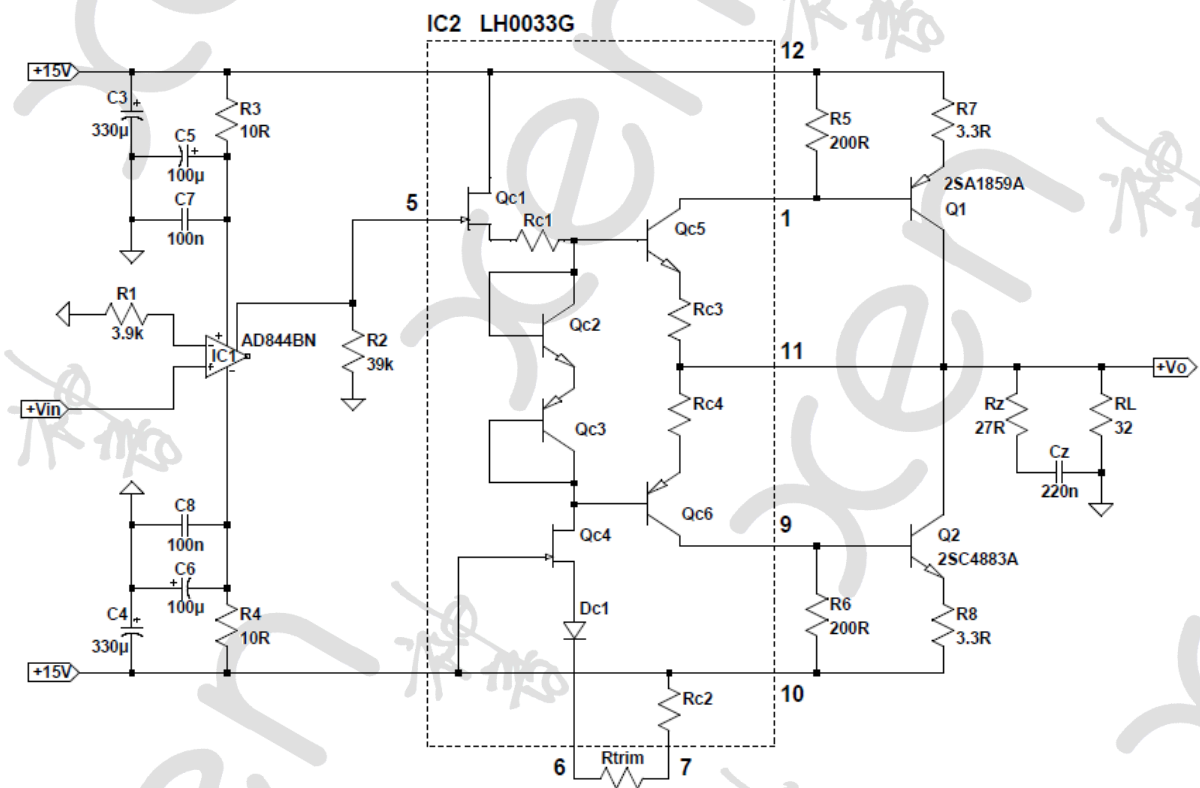 IC2 LH0033G
12
+15V
C3
330µ
R3
10R
C5
100µ
C7
100n
R5
200R
R7
3.3R
2SA1859A
Q1
5
Qc1
Rc1
Qc5
1
R1
3.9k
AD844BN
IC1
R2
39k
Qc2
Rc3
11
+Vo
+Vin
Qc3
Rc4
Rz
27R
RL
32
Cz
220n
C8
100n
C6
100µ
C4
330µ
R4
10R
Qc4
Qc6
9
Q2
2SC4883A
Dc1
R6
200R
R8
3.3R
+15V
Rc2
10
6
Rtrim
7
xen